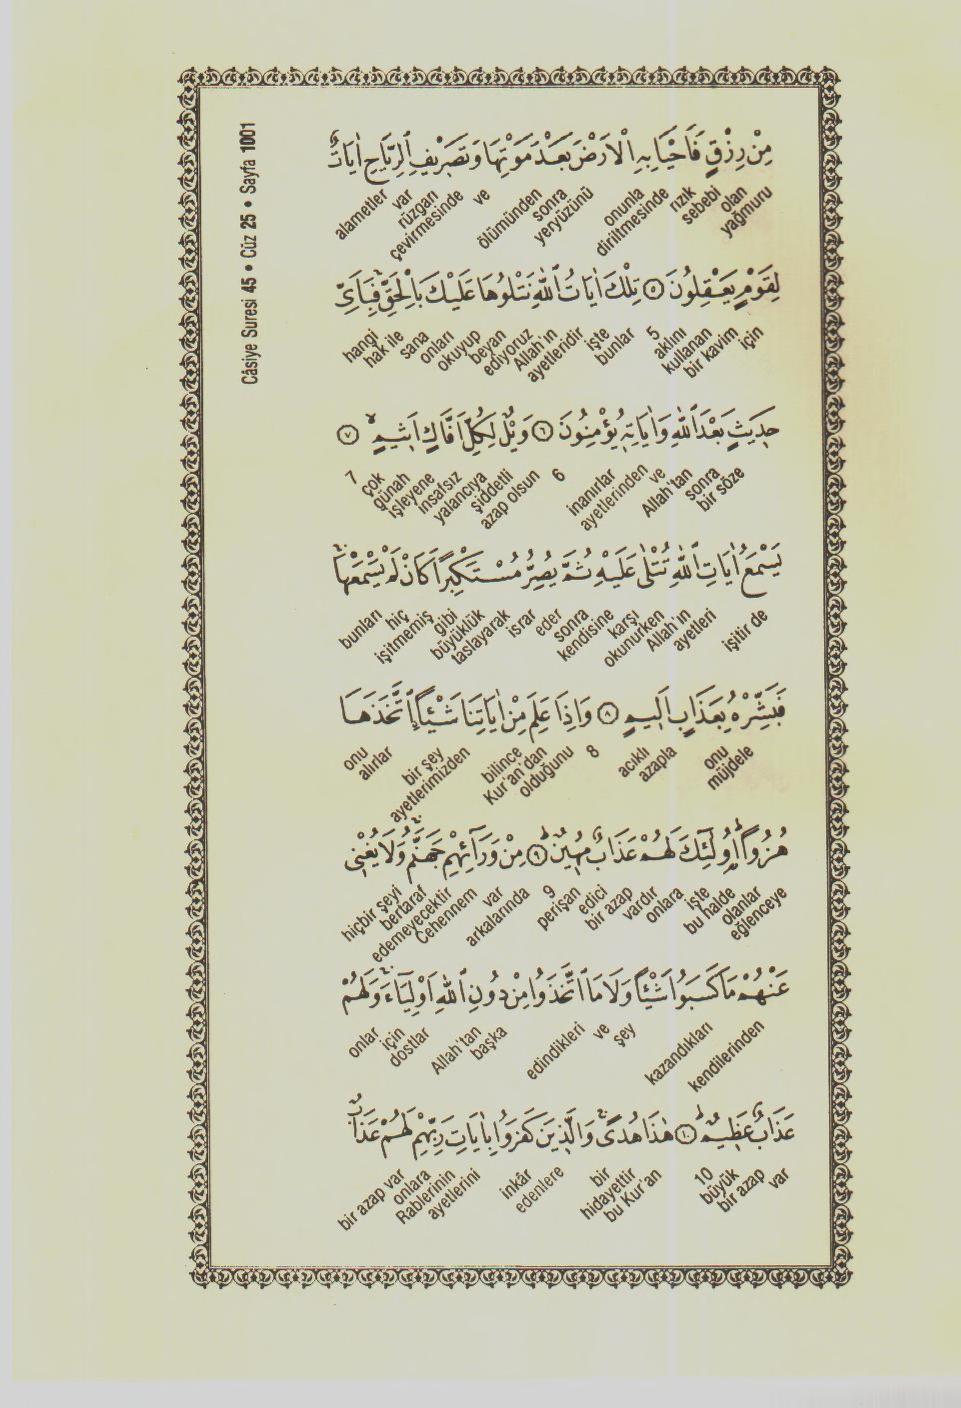 Câsiye Suresi 45 • Cüz 25 • Sayfa 1001
مِنْ رِزْقٍ فَاَحْيَا بِهِ الْاَرْضَ بَعْدَ مَوْتِهَا وَتَصْرِيفِ الرِّيَاحِ اٰيَاتٌ
yağmuru olan sebebi rızık diriltmesinde onunla yeryüzünü sonra ölümünden ve çevirmesinde rüzgarı var alametler
لِقَوْمٍ يَعْقِلُونَ ﴿٥﴾ تِلْكَ اٰيَاتُ اللّٰهِ نَتْلُوهَا عَلَيْكَ بِالْحَقِّۚ فَبِاَيِّ
için bir kavim kullanan aklını 5 bunlar işte ayetleridir Allah'ın ediyoruz beyan okuyup onları sana hak ile hangi
حَدِيثٍ بَعْدَ اللّٰهِ وَاٰيَاتِهِ يُؤْمِنُونَ ﴿٦﴾ وَيْلٌ لِكُلِّ اَفَّاكٍ اَثِيمٍۙ ﴿٧﴾
bir söze sonra Allah'tan ve ayetlerinden inanırlar 6 azap olsun şiddetli yalancıya insafsız işleyene günah çok 7
يَسْمَعُ اٰيَاتِ اللّٰهِ تُتْلٰى عَلَيْهِ ثُمَّ يُصِرُّ مُسْتَكْبِرًا كَاَنْ لَمْ يَسْمَعْهَاۚ
işitir de ayetleri Allah'ın okunurken karşı kendisine sonra eder israr taslayarak büyüklük gibi işitmemiş hiç bunları
فَبَشِّرْهُ بِعَذَابٍ اَلِيمٍ ﴿٨﴾ وَاِذَا عَلِمَ مِنْ اٰيَاتِنَا شَيْـًٔا اتَّخَذَهَا
müjdele onu azapla acıklı 8 olduğunu Kur'an'dan bilince ayetlerimizden bir şey alırlar onu
هُزُوًاۜ اُو۬لٰٓئِكَ لَهُمْ عَذَابٌ مُهِينٌۜ ﴿٩﴾ مِنْ وَرَٓائِهِمْ جَهَنَّمُۚ وَلَا يُغْنِي
eğlenceye olanlar bu halde işte onlara vardır bir azap edici perişan 9 arkalarında var Cehennem edemeyecektir bertaraf hiçbir şeyi
عَنْهُمْ مَا كَسَبُوا شَيْـًٔا وَلَا مَا اتَّخَذُوا مِنْ دُونِ اللّٰهِ اَوْلِيَٓاءَۚ وَلَهُمْ
kendilerinden kazandıkları şey ve edindikleri başka Allah'tan dostlar için onlar
عَذَابٌ عَظِيمٌۜ ﴿١٠﴾ هٰذَا هُدًىۚ وَالَّذِينَ كَفَرُوا بِاٰيَاتِ رَبِّهِمْ لَهُمْ عَذَابٌ
var bir azap büyük 10 bu Kur'an hidayettir bir edenlere inkâr ayetlerini Rablerinin onlara bir azap var